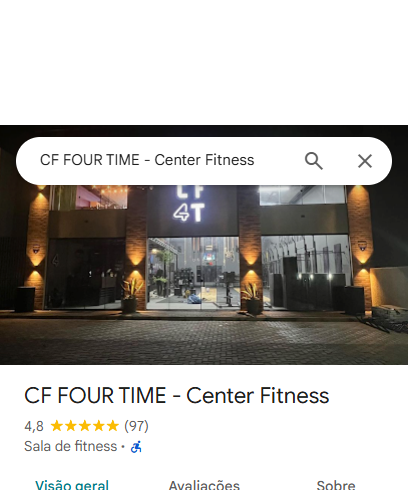 CF FOUR TIME - Center Fitness
CF
4T
CF FOUR TIME - Center Fitness
4,8 ★★★★★ (97)
Sala de fitness ·
Visão geral Avaliações Sobre